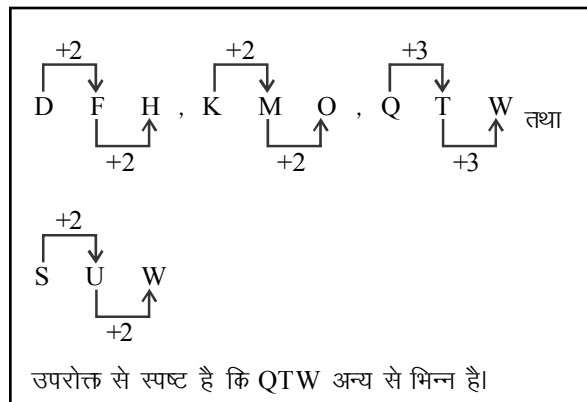 +2 +2 +3
D F H , K M O , Q T W तथा
+2 +2 +3
+2
S U W
+2
उपरोक्त से स्पष्ट है कि QTW अन्य से भिन्न है।